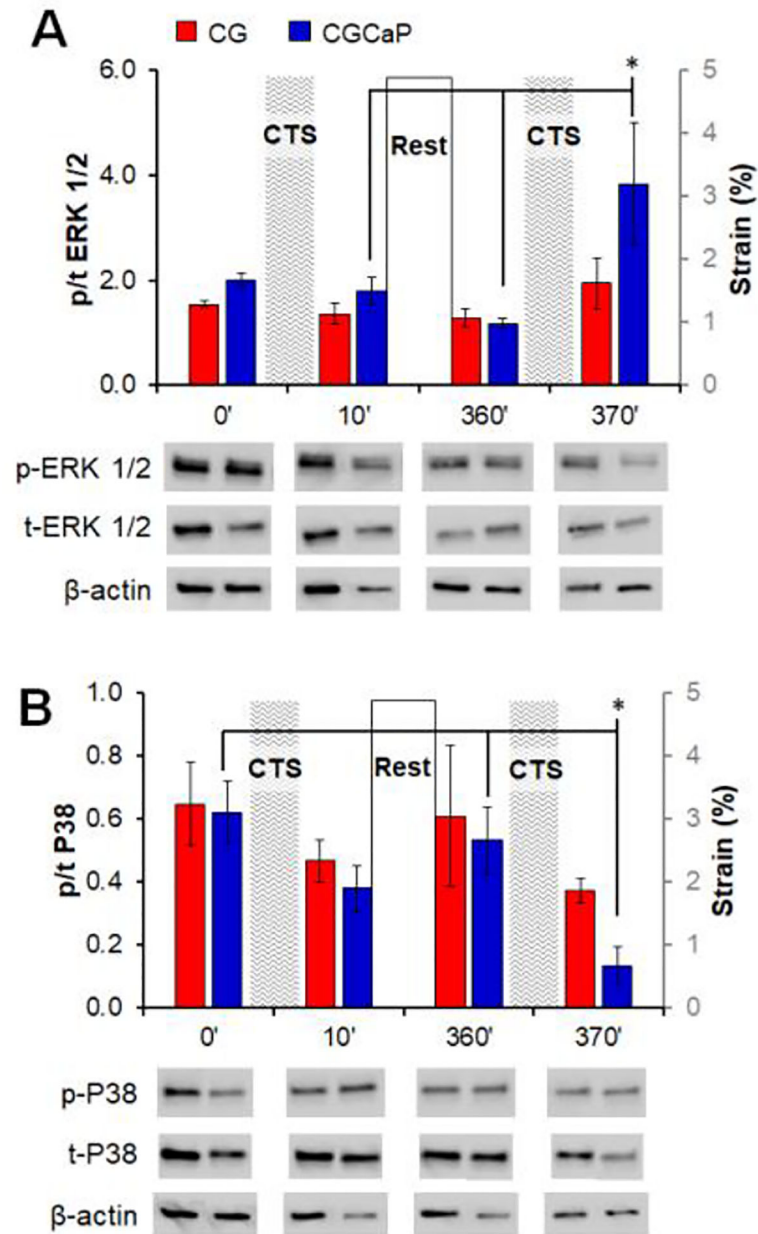 A
CG CGCaP
6.0 * 5
CTS CTS 4
Rest
4.0
3
p/t ERK 1/2 Strain (%)
2
2.0
1
0.0 0
0' 10' 360' 370'
p-ERK 1/2
t-ERK 1/2
β-actin
B
1.0 * 5
0.8 4
CTS Rest CTS
0.6 3
p/t P38 Strain (%)
0.4 2
0.2 1
0.0 0
0' 10' 360' 370'
p-P38
t-P38
β-actin